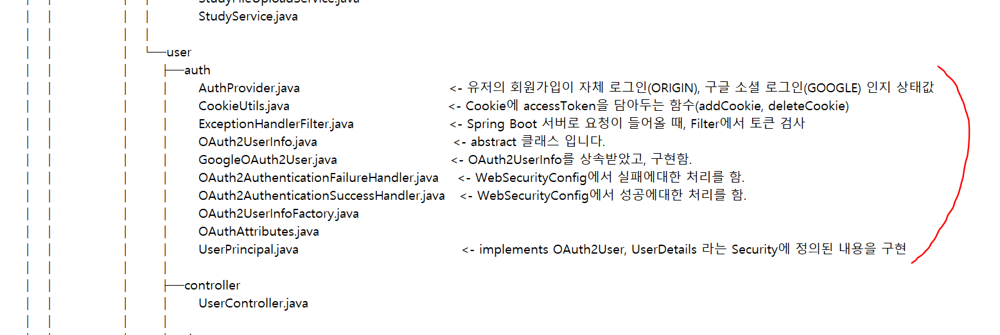 StudyFileUploadService.java
StudyService.java
user
auth
AuthProvider.java <- 유저의 회원가입이 자체 로그인(ORIGIN), 구글 소셜 로그인(GOOGLE) 인지 상태값
CookieUtils.java <- Cookie에 accessToken을 담아두는 함수(addCookie, deleteCookie)
ExceptionHandlerFilter.java <- Spring Boot 서버로 요청이 들어올 때, Filter에서 토큰 검사
OAuth2UserInfo.java <- abstract 클래스 입니다.
GoogleOAuth2User.java <- OAuth2UserInfo를 상속받았고, 구현함.
OAuth2AuthenticationFailureHandler.java <- WebSecurityConfig에서 실패에대한 처리를 함.
OAuth2AuthenticationSuccessHandler.java <- WebSecurityConfig에서 성공에대한 처리를 함.
OAuth2UserInfoFactory.java
OAuthAttributes.java
UserPrincipal.java <- implements OAuth2User, UserDetails 라는 Security에 정의된 내용을 구현
controller
UserController.java